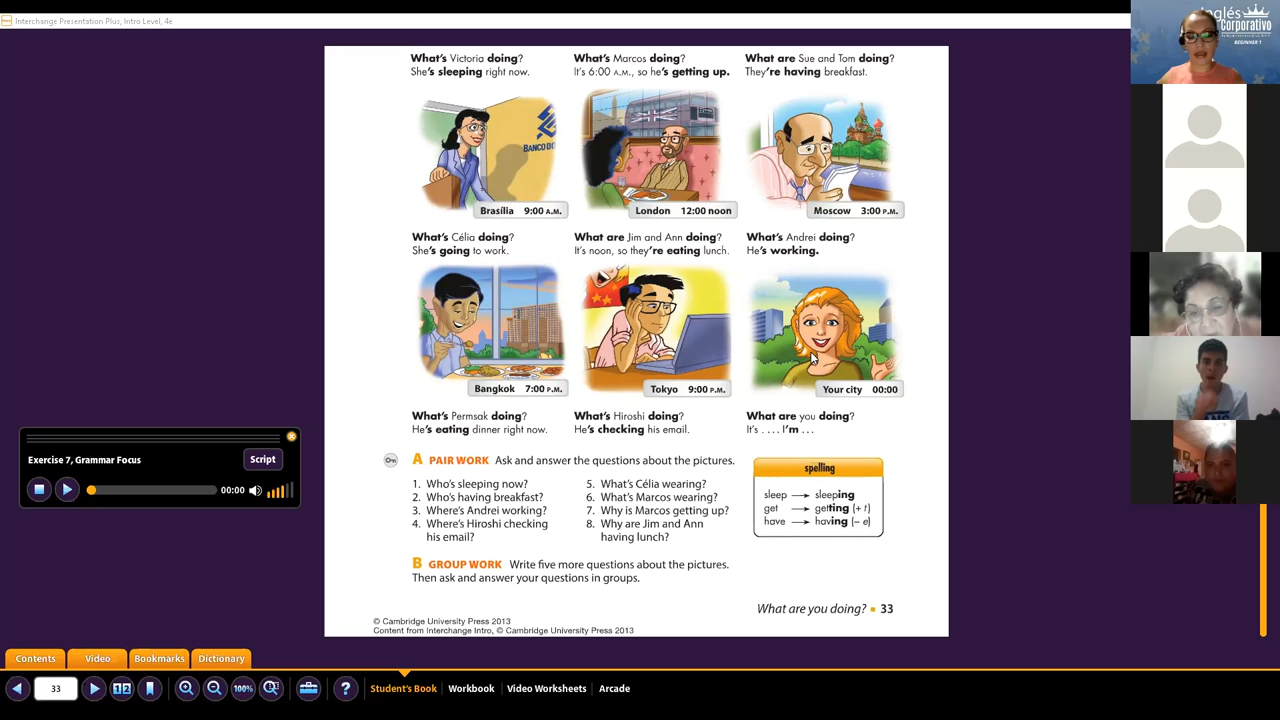 Interchange Presentation Plus, Intro Level, 4e
Inglés
Corporativo
BEGINNER 1
What's Victoria doing?
She's sleeping right now.
What's Marcos doing?
It's 6:00 A.M., so he's getting up.
What are Sue and Tom doing?
They're having breakfast.
BANCO DO
Brasília 9:00 A.M.
London 12:00 noon
Moscow 3:00 P.M.
What's Célia doing?
She's going to work.
What are Jim and Ann doing?
It's noon, so they're eating lunch.
What's Andrei doing?
He's working.
Bangkok 7:00 P.M.
Tokyo 9:00 P.M.
Your city 00:00
What's Permsak doing?
He's eating dinner right now.
What's Hiroshi doing?
He's checking his email.
What are you doing?
It's . . . . I'm . . .
Exercise 7, Grammar Focus
Script
00:00
A PAIR WORK Ask and answer the questions about the pictures.
1. Who's sleeping now?
2. Who's having breakfast?
3. Where's Andrei working?
4. Where's Hiroshi checking
his email?
5. What's Célia wearing?
6. What's Marcos wearing?
7. Why is Marcos getting up?
8. Why are Jim and Ann
having lunch?
spelling
sleep → sleeping
get → getting (+ t)
have → having (– e)
B GROUP WORK Write five more questions about the pictures.
Then ask and answer your questions in groups.
What are you doing? ▪ 33
© Cambridge University Press 2013
Content from Interchange Intro, © Cambridge University Press 2013
Contents Video Bookmarks Dictionary
33 1 2 100% ? Student's Book Workbook Video Worksheets Arcade